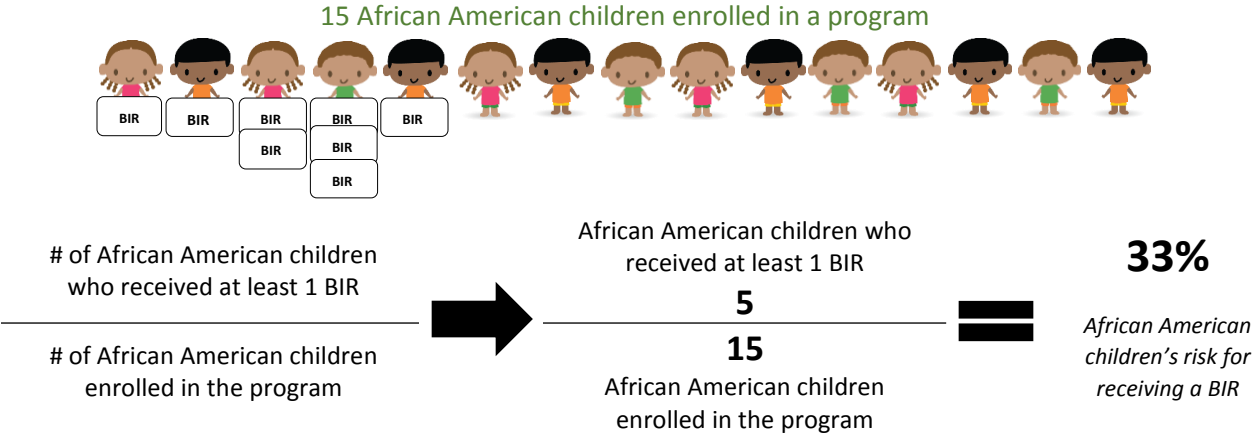 15 African American children enrolled in a program
BIR BIR BIR BIR BIR
BIR BIR
BIR
# of African American children
who received at least 1 BIR
# of African American children
enrolled in the program
African American children who
received at least 1 BIR
5
15
African American children
enrolled in the program
33%
African American
children’s risk for
receiving a BIR